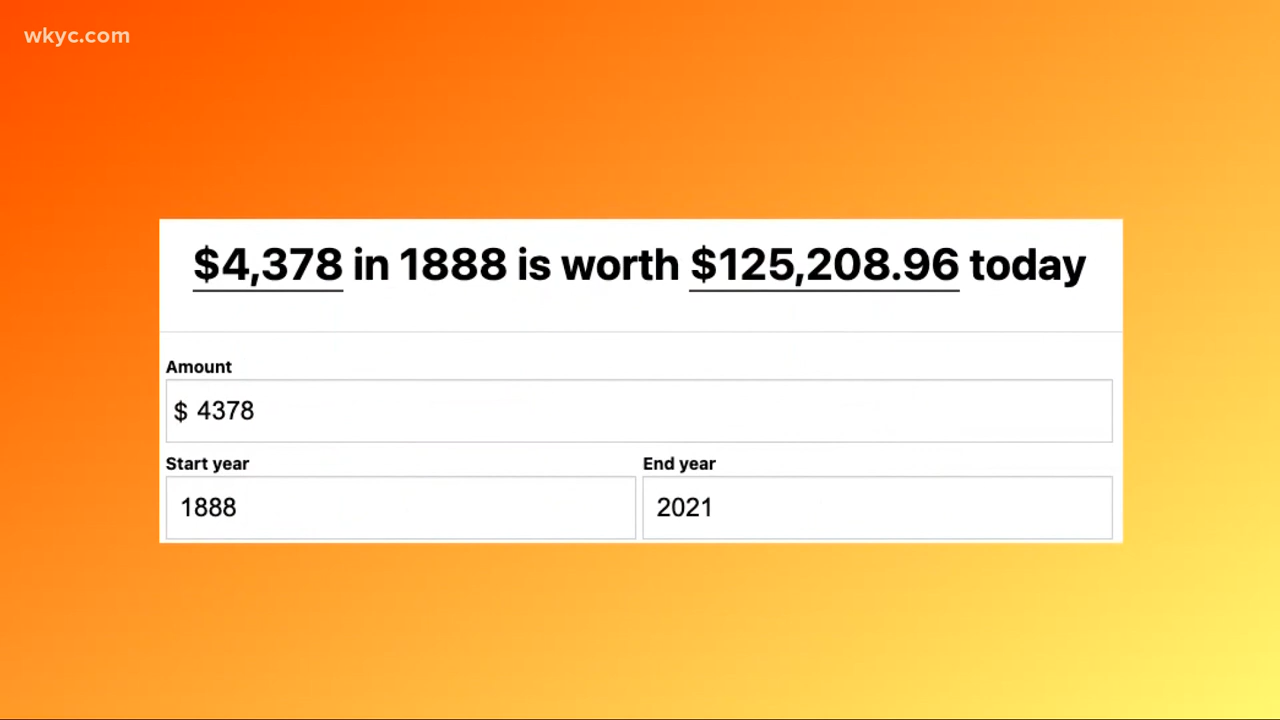 wkyc.com
$4,378 in 1888 is worth $125,208.96 today
Amount
$ 4378
Start year
End year
1888
2021